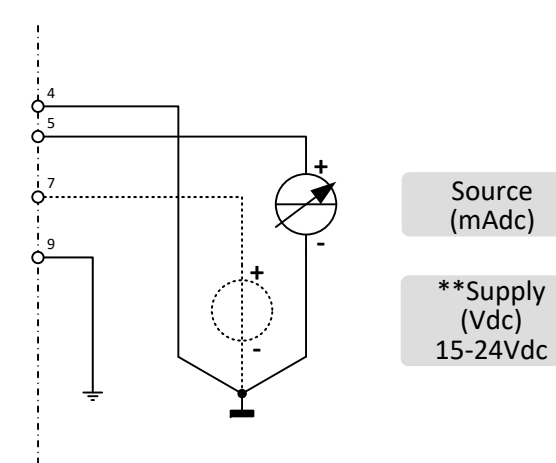 4
5
7
9
+
-
+
-
Source
(mAdc)
**Supply
(Vdc)
15-24Vdc